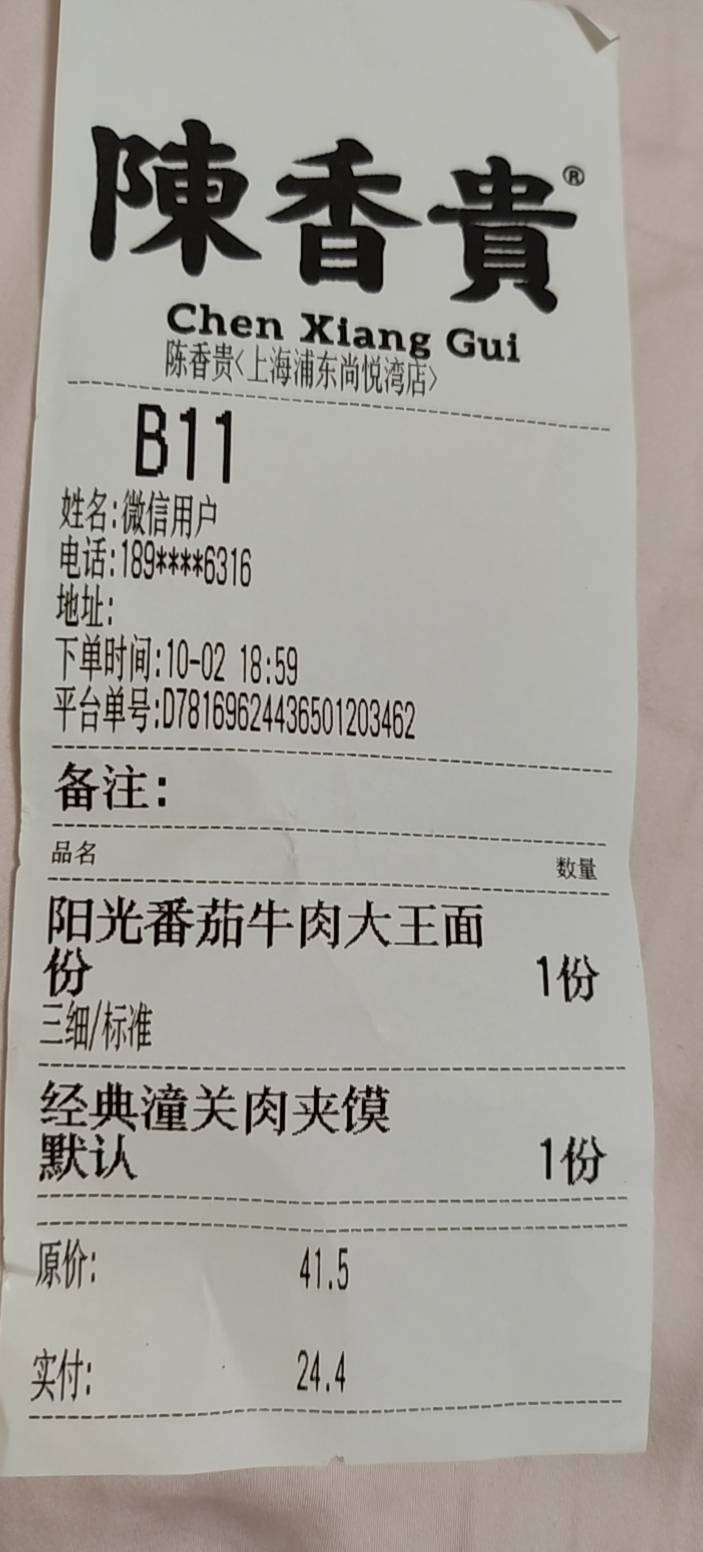 陳香貴®
Chen Xiang Gui
陈香贵<上海浦东尚悦湾店>
B11
姓名:微信用户
电话:189****6316
地址:
下单时间:10-02 18:59
平台单号:D781696244365012​03462
备注:
品名 数量
阳光番茄牛肉大王面
份 1份
三细/标准
经典潼关肉夹馍
默认 1份
原价: 41.5
实付: 24.4